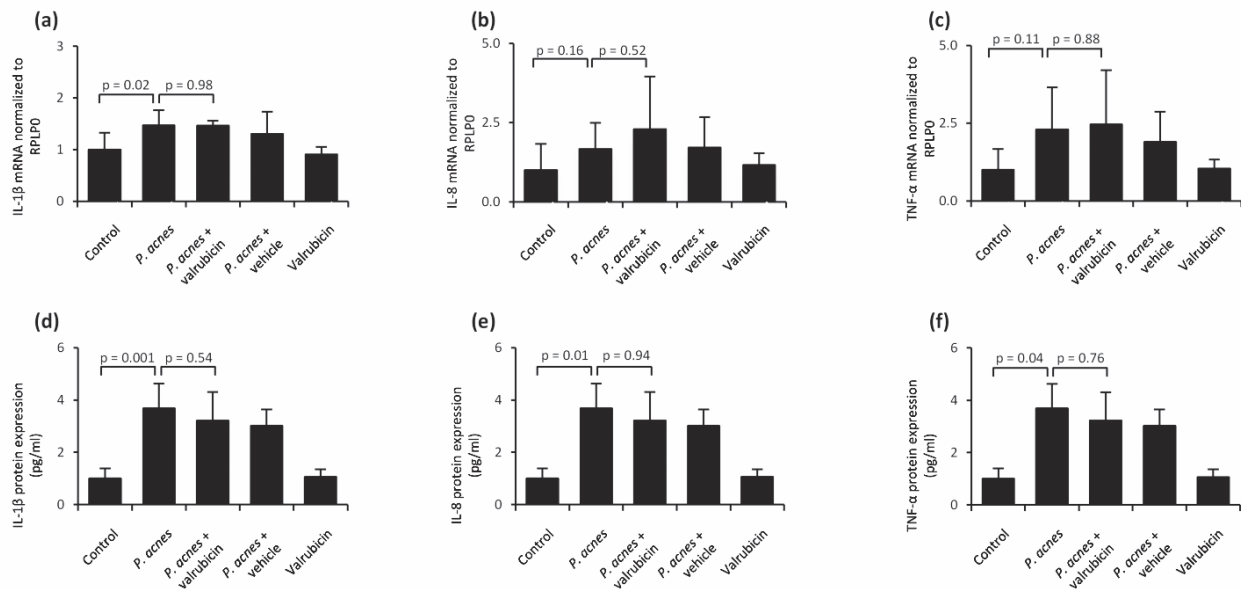 (a)
IL-1β mRNA normalized to
RPLP0
3
2
1
0
p = 0.02
p = 0.98
Control
P. acnes
P. acnes +
valrubicin
P. acnes +
vehicle
Valrubicin
(b)
IL-8 mRNA normalized to
RPLP0
5.0
2.5
0.0
p = 0.16
p = 0.52
Control
P. acnes
P. acnes +
valrubicin
P. acnes +
vehicle
Valrubicin
(c)
TNF-α mRNA normalized to
RPLP0
5.0
2.5
0.0
p = 0.11
p = 0.88
Control
P. acnes
P. acnes +
valrubicin
P. acnes +
vehicle
Valrubicin
(d)
IL-1β protein expression
(pg/ml)
6
4
2
0
p = 0.001
p = 0.54
Control
P. acnes
P. acnes +
valrubicin
P. acnes +
vehicle
Valrubicin
(e)
IL-8 protein expression
(pg/ml)
6
4
2
0
p = 0.01
p = 0.94
Control
P. acnes
P. acnes +
valrubicin
P. acnes +
vehicle
Valrubicin
(f)
TNF-α protein expression
(pg/ml)
6
4
2
0
p = 0.04
p = 0.76
Control
P. acnes
P. acnes +
valrubicin
P. acnes +
vehicle
Valrubicin